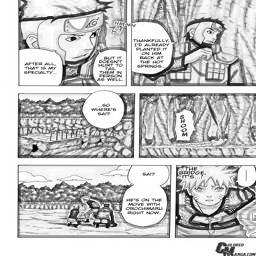 THANKFULLY,
I'D ALREADY
PLANTED IT
ON HIM
BACK AT
THE HOT
SPRINGS.
BUT IT
DOESN'T
HURT TO
TAIL
THEM IN
PERSON
AS WELL.
AFTER ALL,
THAT IS MY
SPECIALTY.
...SO
WHERE'S
SAI?
SAI?
HE'S ON THE
MOVE WITH
OROCHIMARU
RIGHT NOW.
THE
BRIDGE,
IT'S...
COLORED
MANGA.COM